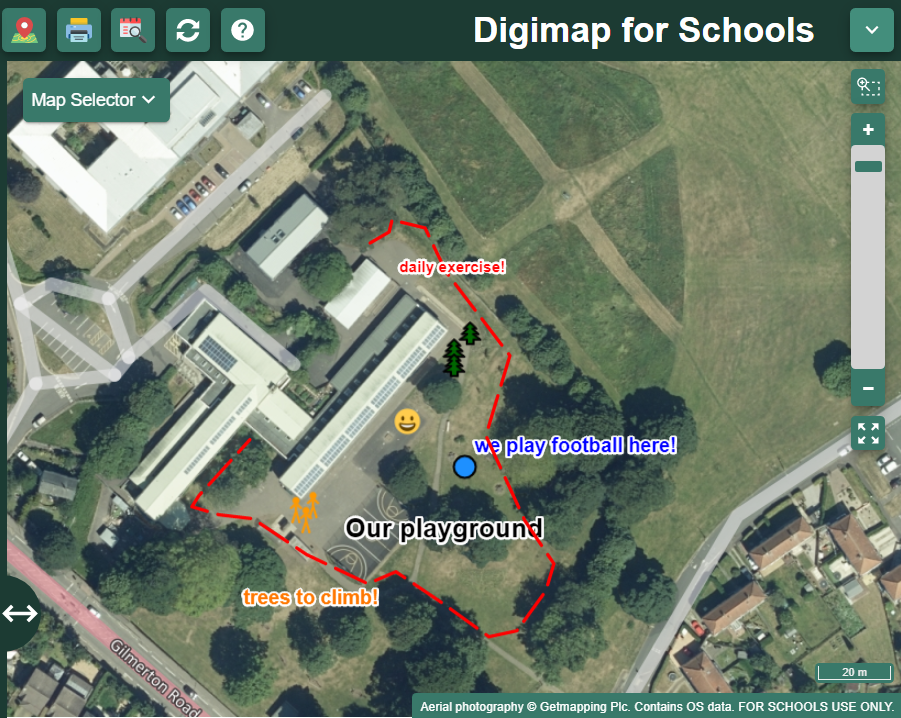 Digimap for Schools
Map Selector
daily exercise!
we play football here!
Our playground
trees to climb!
Gilmerton Road
20 m
Aerial photography © Getmapping Plc. Contains OS data. FOR SCHOOLS USE ONLY.